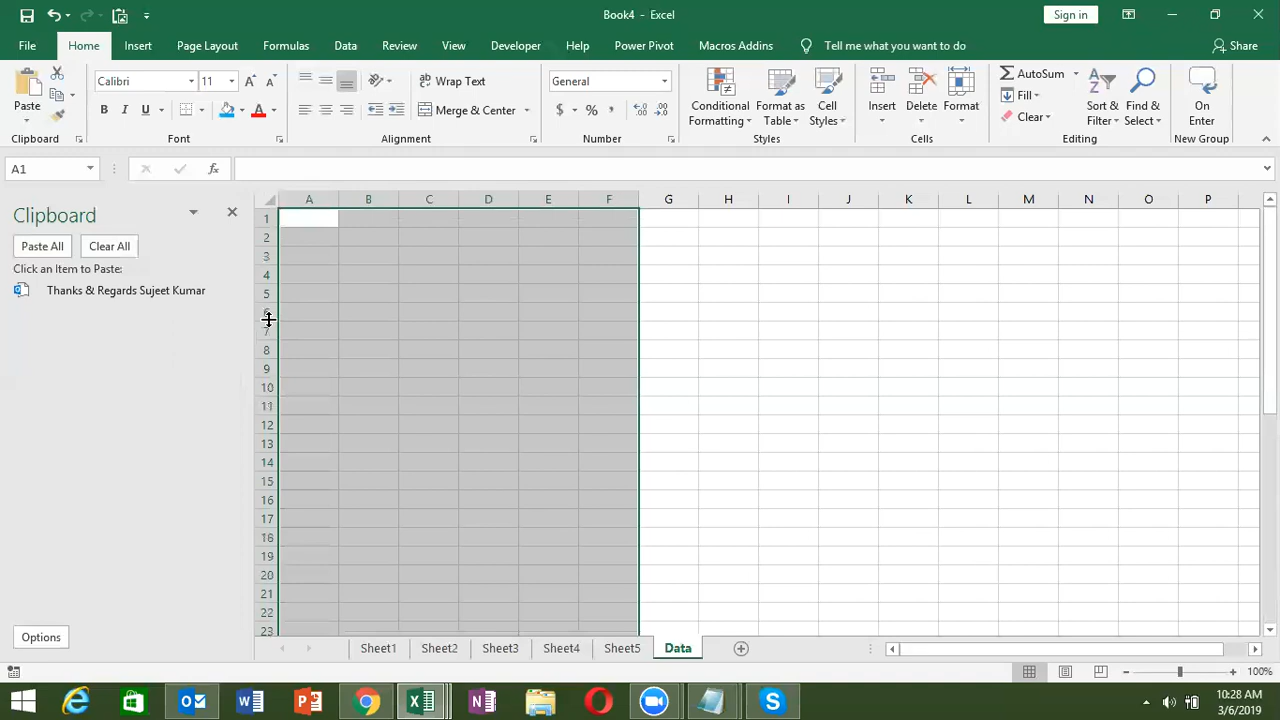 Book4 - Excel
Sign in
File Home Insert Page Layout Formulas Data Review View Developer Help Power Pivot Macros Addins Tell me what you want to do Share
Paste
Calibri 11
Wrap Text
General
Conditional Formatting
Format as Table
Cell Styles
Insert Delete Format
AutoSum
Fill
Clear
Sort & Filter
Find & Select
On Enter
B I U
Merge & Center
$ % ,
Clipboard Font Alignment Number Styles Cells Editing New Group
A1
fx
Clipboard
Paste All Clear All
Click an Item to Paste:
Thanks & Regards Sujeet Kumar
Options
A B C D E F G H I J K L M N O P
1
2
3
4
5
6
7
8
9
10
11
12
13
14
15
16
17
18
19
20
21
22
23
Sheet1 Sheet2 Sheet3 Sheet4 Sheet5 Data
100%
10:28 AM
3/6/2019